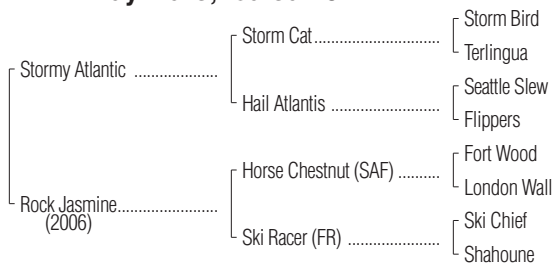 Storm Bird
Storm Cat
Terlingua
Stormy Atlantic
Seattle Slew
Hail Atlantis
Flippers
Fort Wood
Horse Chestnut (SAF)
London Wall
Rock Jasmine
(2006)
Ski Chief
Ski Racer (FR)
Shahoune